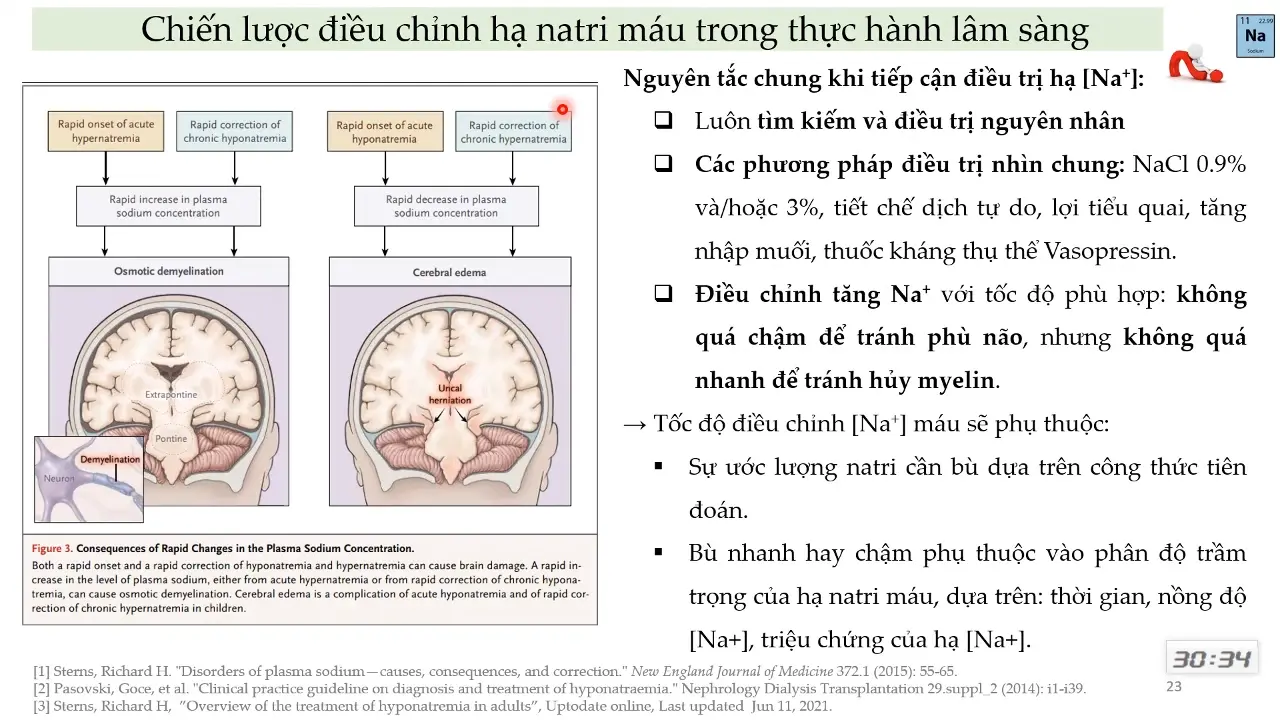 Chiến lược điều chỉnh hạ natri máu trong thực hành lâm sàng
11 22.99
Na
Sodium
Rapid onset of acute
hypernatremia
Rapid correction of
chronic hyponatremia
Rapid increase in plasma
sodium concentration
Osmotic demyelination
Extrapontine
Pontine
Demyelination
Neuron
Rapid onset of acute
hyponatremia
Rapid correction of
chronic hypernatremia
Rapid decrease in plasma
sodium concentration
Cerebral edema
Uncal
herniation
Figure 3. Consequences of Rapid Changes in the Plasma Sodium Concentration.
Both a rapid onset and a rapid correction of hyponatremia and hypernatremia can cause brain damage. A rapid in-
crease in the level of plasma sodium, either from acute hypernatremia or from rapid correction of chronic hypona-
tremia, can cause osmotic demyelination. Cerebral edema is a complication of acute hyponatremia and of rapid cor-
rection of chronic hypernatremia in children.
Nguyên tắc chung khi tiếp cận điều trị hạ [Na⁺]:
❑ Luôn tìm kiếm và điều trị nguyên nhân
❑ Các phương pháp điều trị nhìn chung: NaCl 0.9%
và/hoặc 3%, tiết chế dịch tự do, lợi tiểu quai, tăng
nhập muối, thuốc kháng thụ thể Vasopressin.
❑ Điều chỉnh tăng Na⁺ với tốc độ phù hợp: không
quá chậm để tránh phù não, nhưng không quá
nhanh để tránh hủy myelin.
→ Tốc độ điều chỉnh [Na⁺] máu sẽ phụ thuộc:
▪ Sự ước lượng natri cần bù dựa trên công thức tiên
đoán.
▪ Bù nhanh hay chậm phụ thuộc vào phân độ trầm
trọng của hạ natri máu, dựa trên: thời gian, nồng độ
[Na+], triệu chứng của hạ [Na+].
30:34
23
[1] Sterns, Richard H. "Disorders of plasma sodium—causes, consequences, and correction." New England Journal of Medicine 372.1 (2015): 55-65.
[2] Pasovski, Goce, et al. "Clinical practice guideline on diagnosis and treatment of hyponatraemia." Nephrology Dialysis Transplantation 29.suppl_2 (2014): i1-i39.
[3] Sterns, Richard H, "Overview of the treatment of hyponatremia in adults", Uptodate online, Last updated Jun 11, 2021.